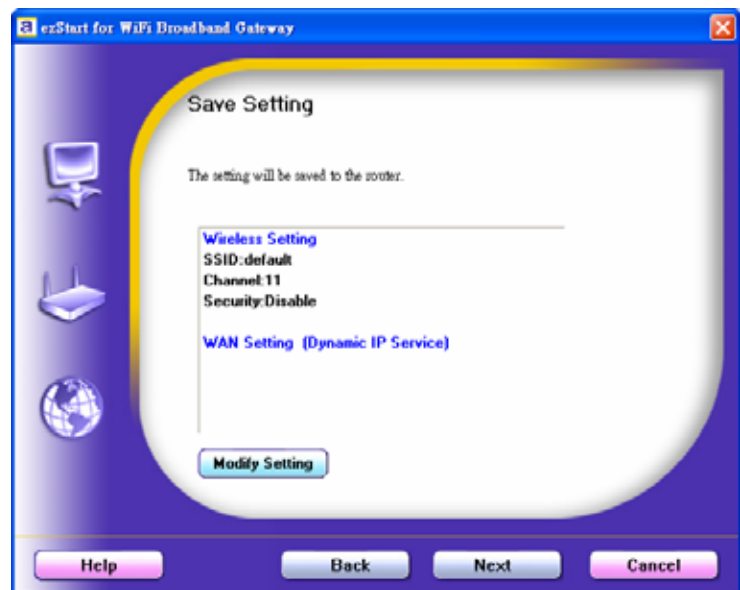 a ezStart for WiFi Broadband Gateway
Save Setting
The setting will be saved to the router.
Wireless Setting
SSID:default
Channel:11
Security:Disable
WAN Setting (Dynamic IP Service)
Modify Setting
Help Back Next Cancel